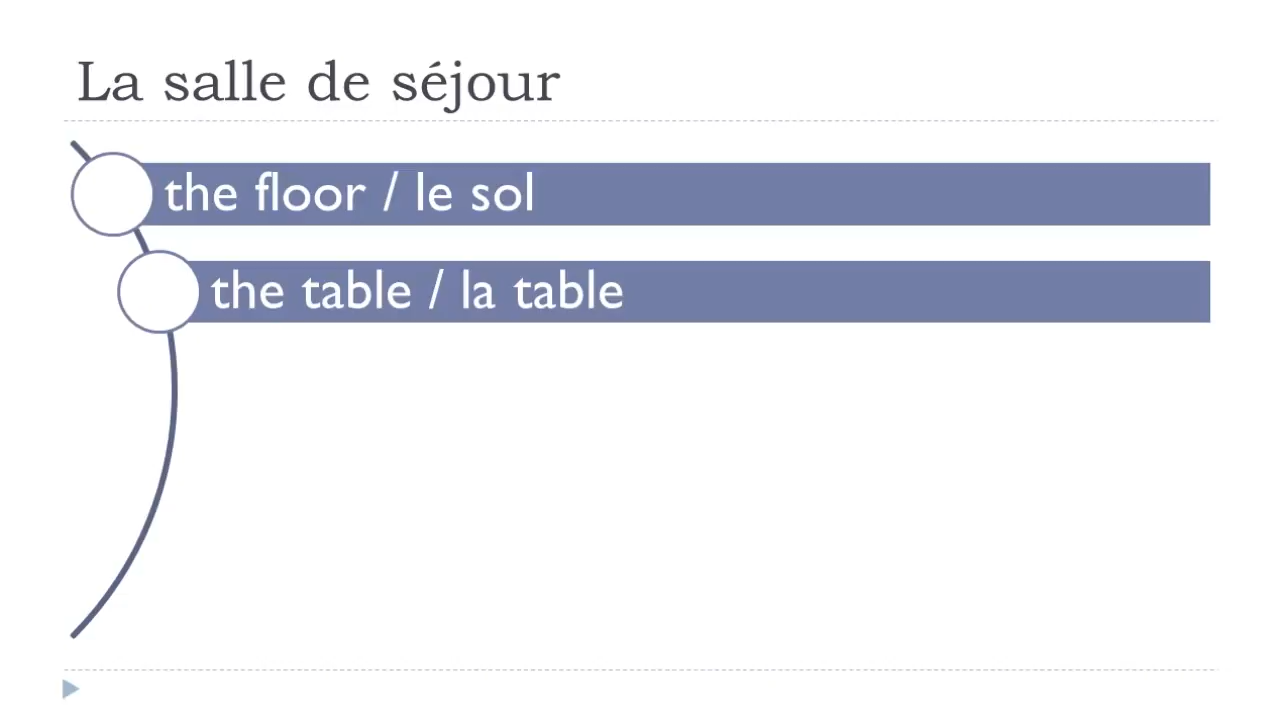 La salle de séjour
the floor / le sol
the table / la table